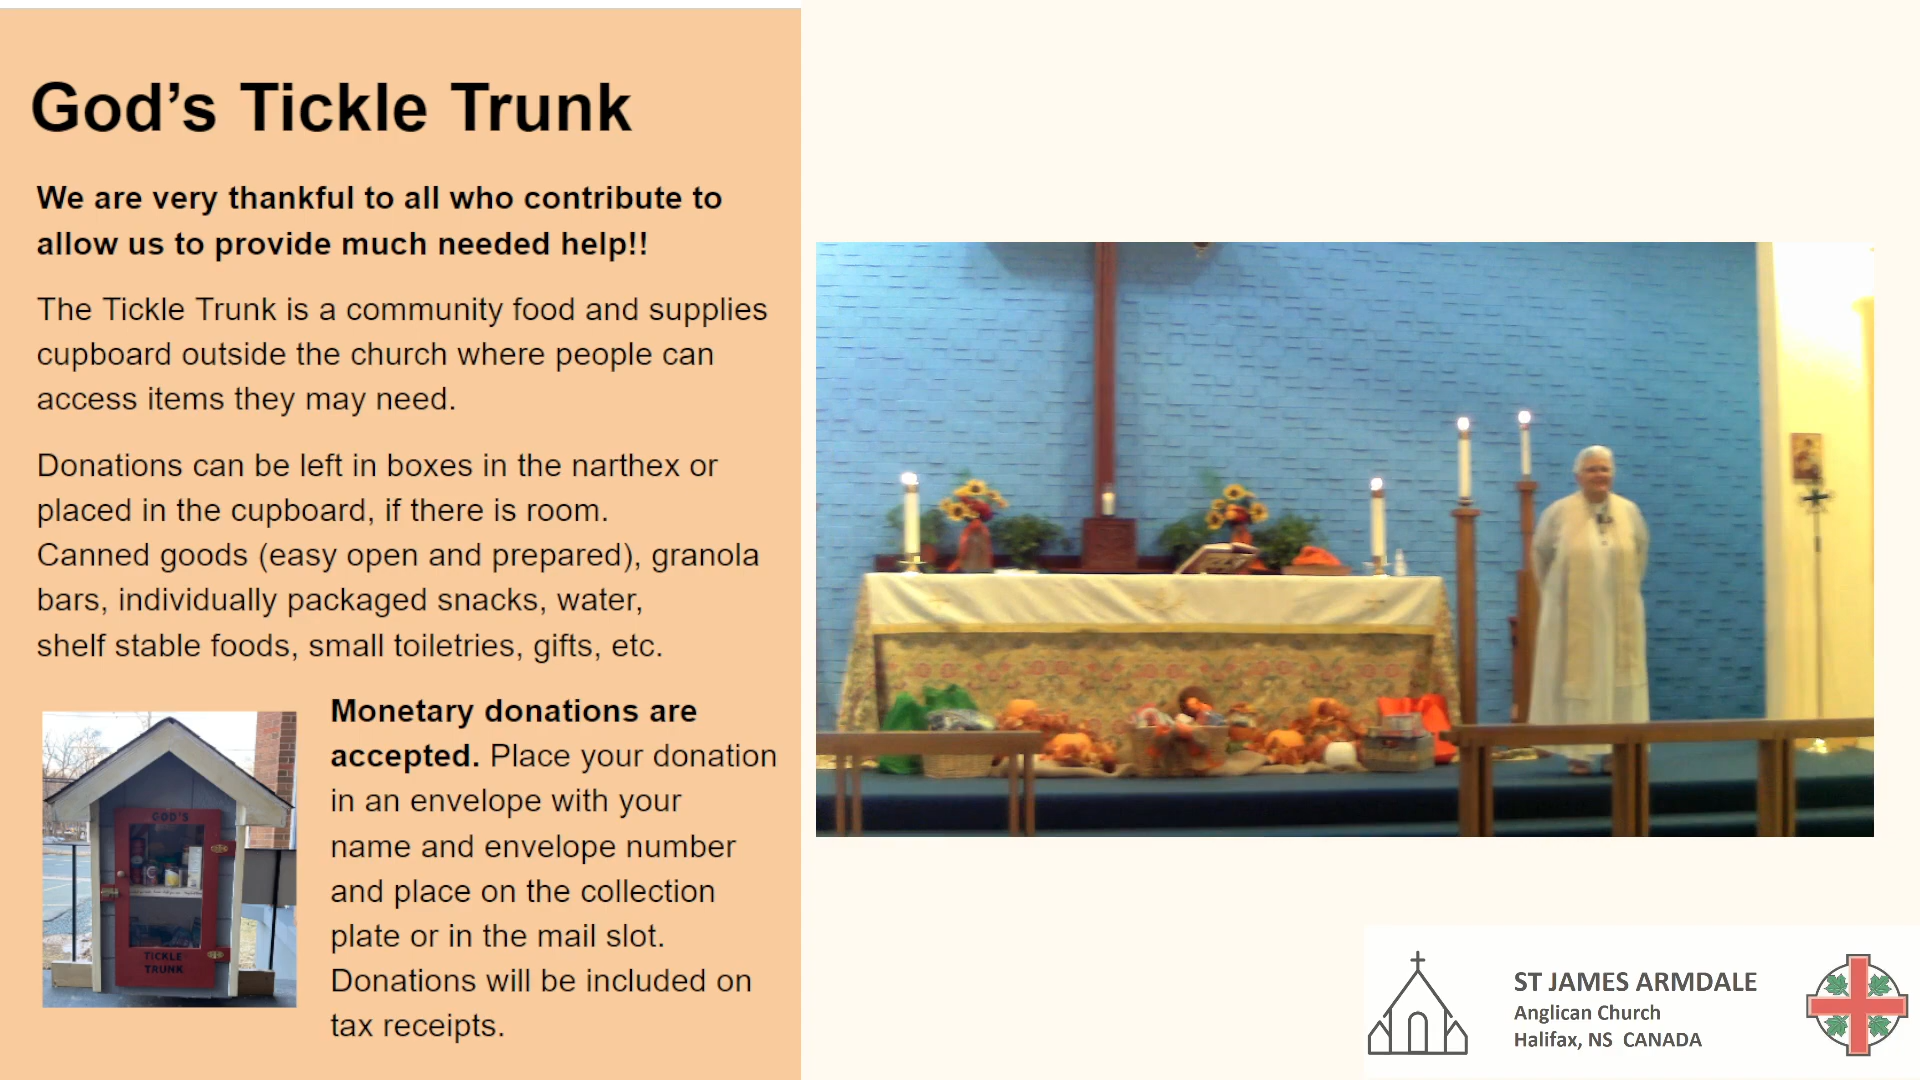 God’s Tickle Trunk
We are very thankful to all who contribute to
allow us to provide much needed help!!
The Tickle Trunk is a community food and supplies
cupboard outside the church where people can
access items they may need.
Donations can be left in boxes in the narthex or
placed in the cupboard, if there is room.
Canned goods (easy open and prepared), granola
bars, individually packaged snacks, water,
shelf stable foods, small toiletries, gifts, etc.
Monetary donations are
accepted. Place your donation
in an envelope with your
name and envelope number
and place on the collection
plate or in the mail slot.
Donations will be included on
tax receipts.
GOD'S
TICKLE
TRUNK
ST JAMES ARMDALE
Anglican Church
Halifax, NS CANADA